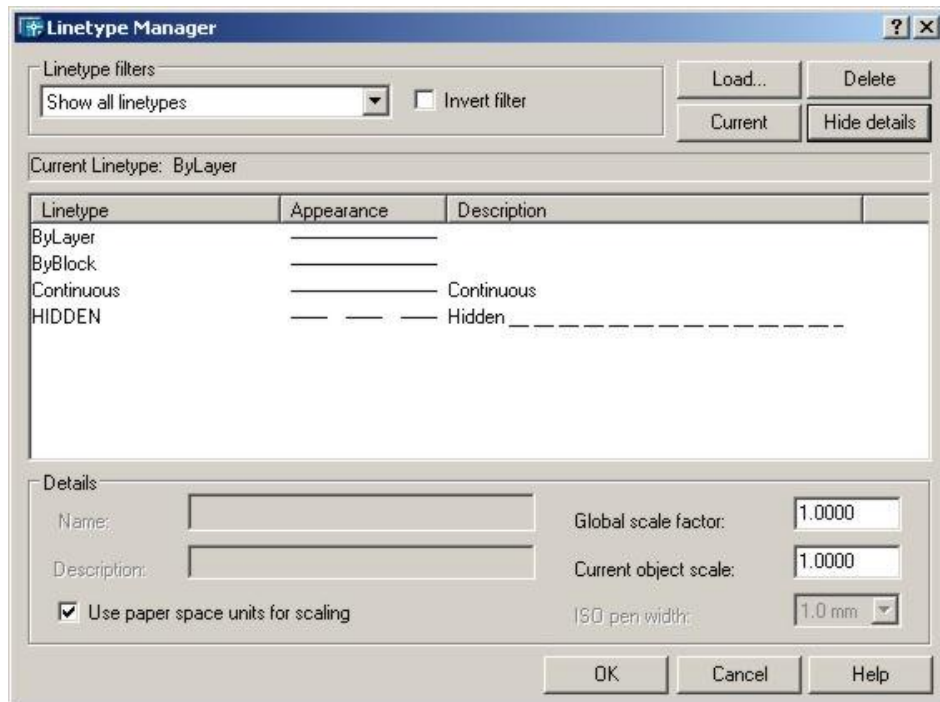 Linetype Manager
Linetype filters
Show all linetypes
Invert filter
Load...
Delete
Current
Hide details
Current Linetype: ByLayer
Linetype Appearance Description
ByLayer
ByBlock
Continuous Continuous
HIDDEN Hidden
Details
Name:
Description:
Use paper space units for scaling
Global scale factor: 1.0000
Current object scale: 1.0000
ISO pen width: 1.0 mm
OK
Cancel
Help